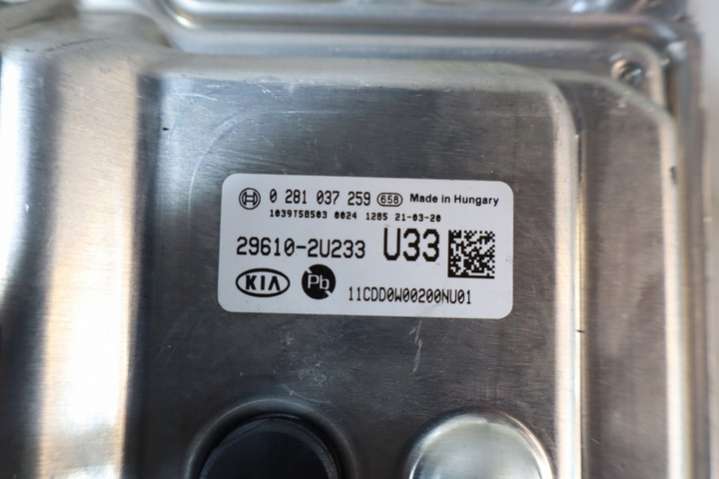 0 281 037 259 658 Made in Hungary
1039T58503 0024 1285 21-03-20
29610-2U233 U33
KIA Pb 11CDD0W00200NU01